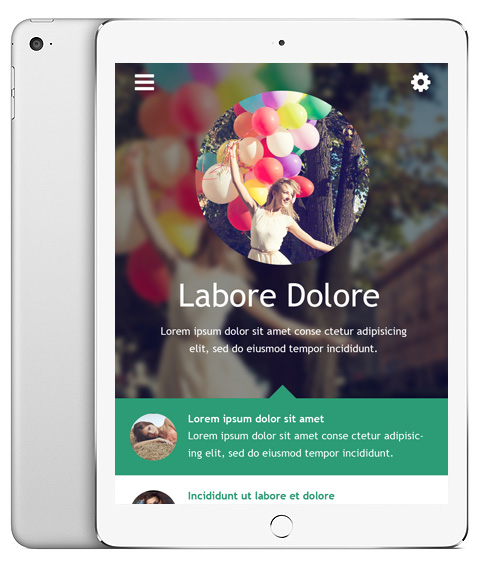 Labore Dolore
Lorem ipsum dolor sit amet conse ctetur adipisicing
elit, sed do eiusmod tempor incididunt.
Lorem ipsum dolor sit amet
Lorem ipsum dolor sit amet conse ctetur adipisic-
ing elit, sed do eiusmod tempor incididunt.
Incididunt ut labore et dolore